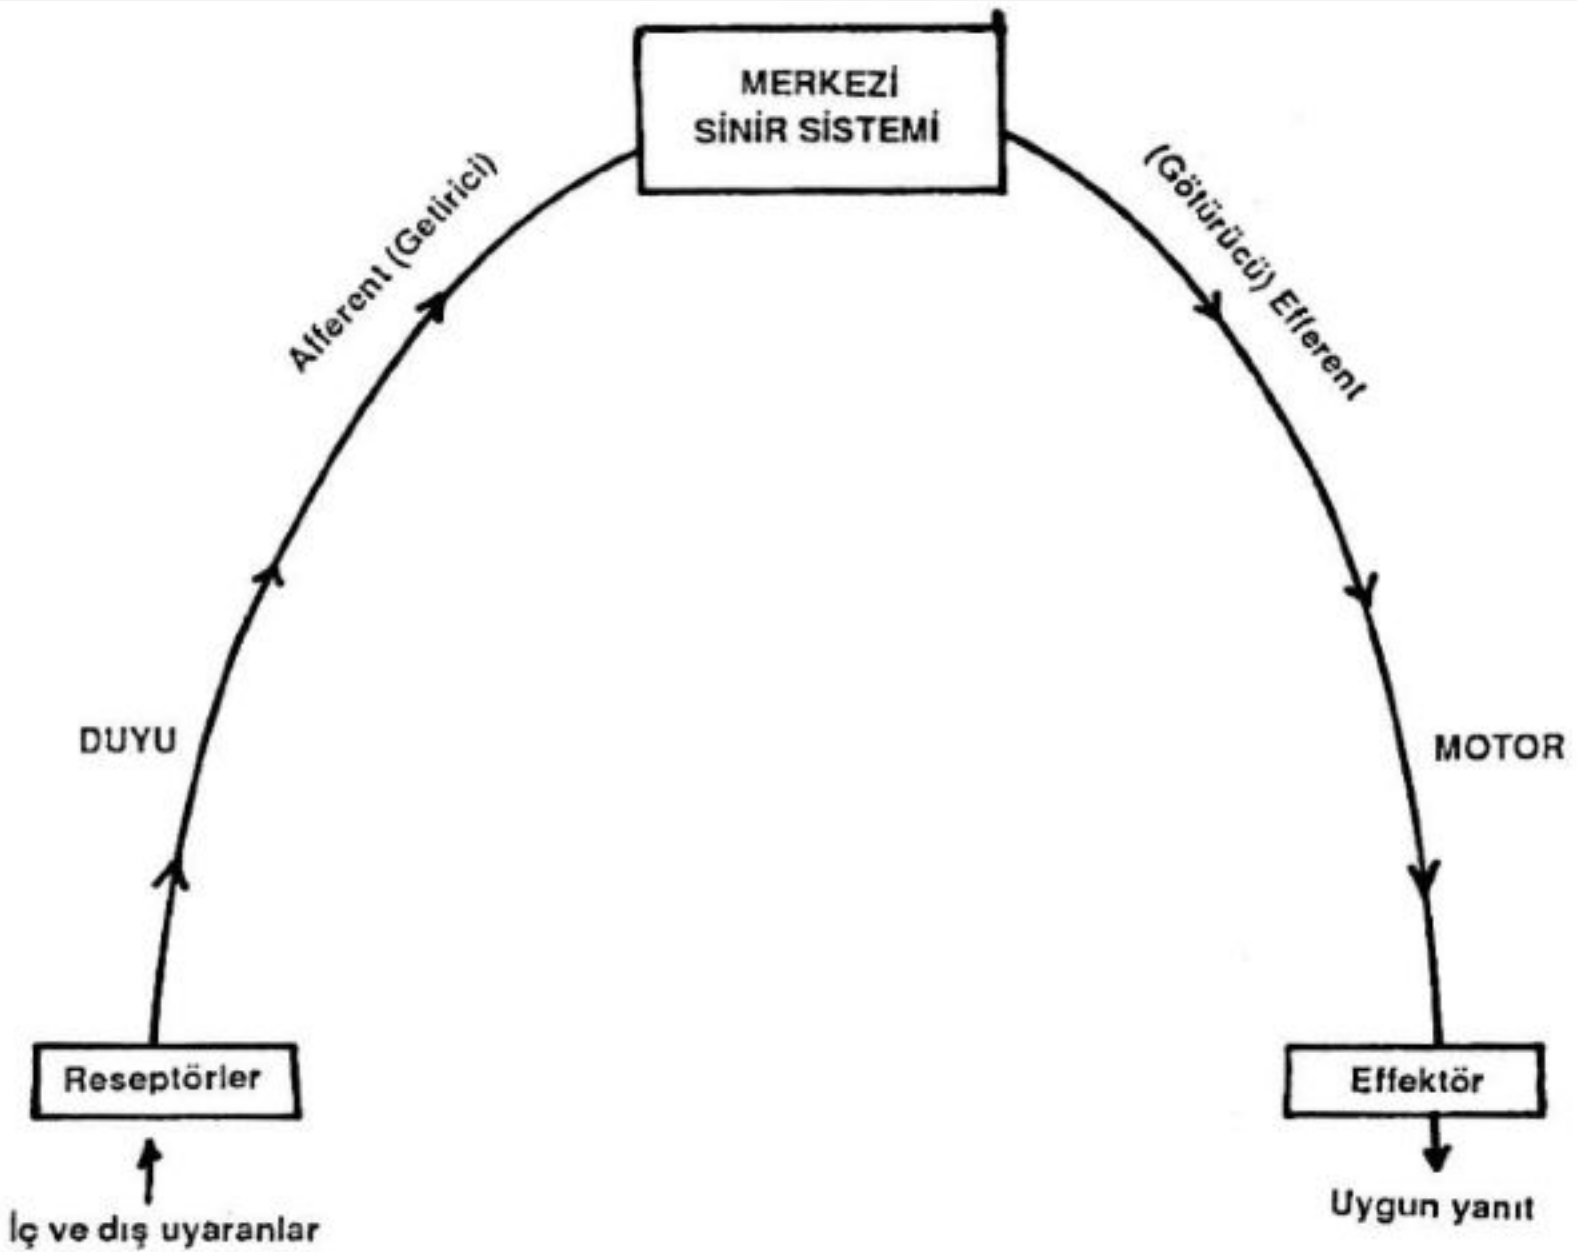 MERKEZİ
SİNİR SİSTEMİ
Afferent (Getirici)
(Götürücü) Efferent
DUYU
MOTOR
Reseptörler
Effektör
İç ve dış uyaranlar
Uygun yanıt